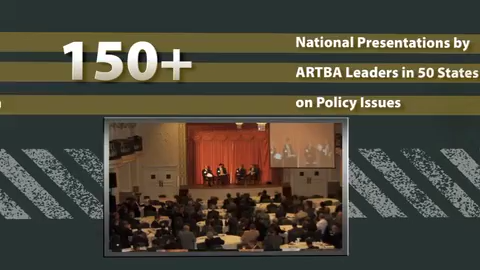 150+
National Presentations by
ARTBA Leaders in 50 States
on Policy Issues